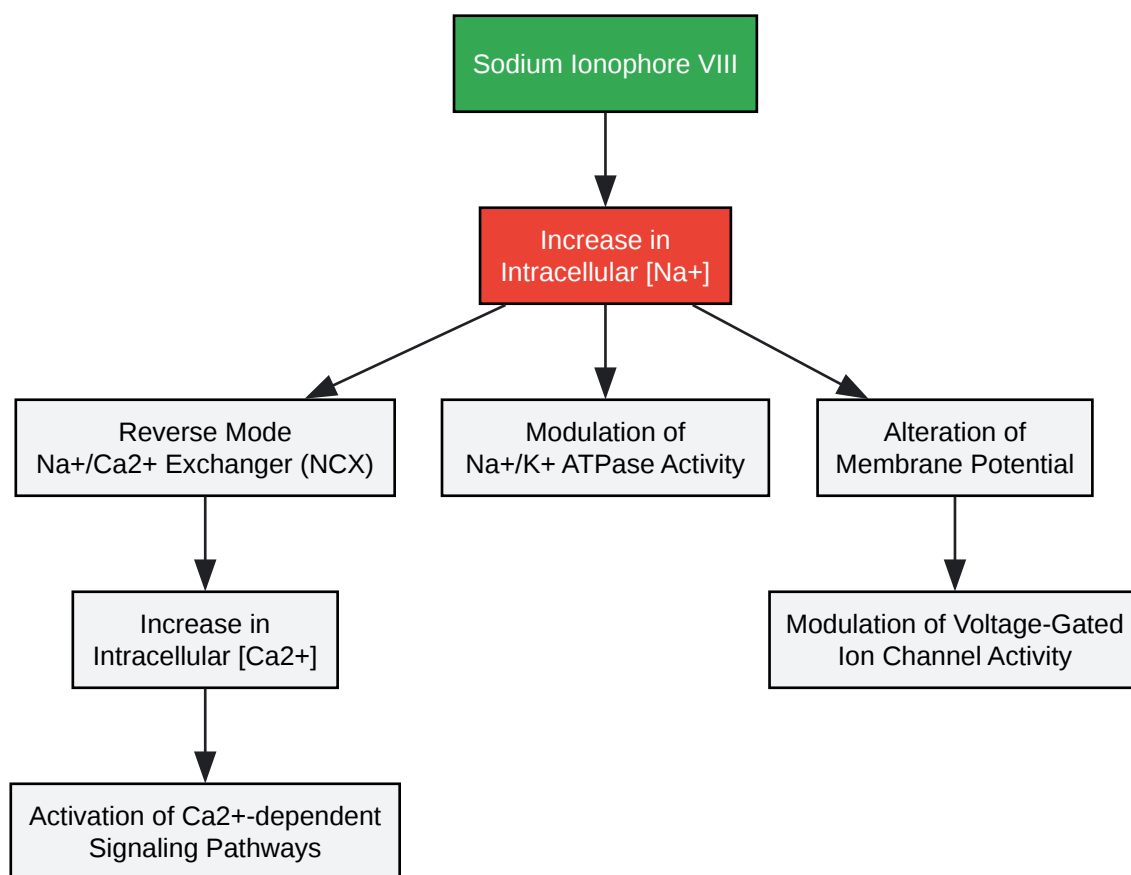 Sodium Ionophore VIII
Increase in
Intracellular [Na+]
Reverse Mode
Na+/Ca2+ Exchanger (NCX)
Modulation of
Na+/K+ ATPase Activity
Alteration of
Membrane Potential
Increase in
Intracellular [Ca2+]
Modulation of Voltage-Gated
Ion Channel Activity
Activation of Ca2+-dependent
Signaling Pathways